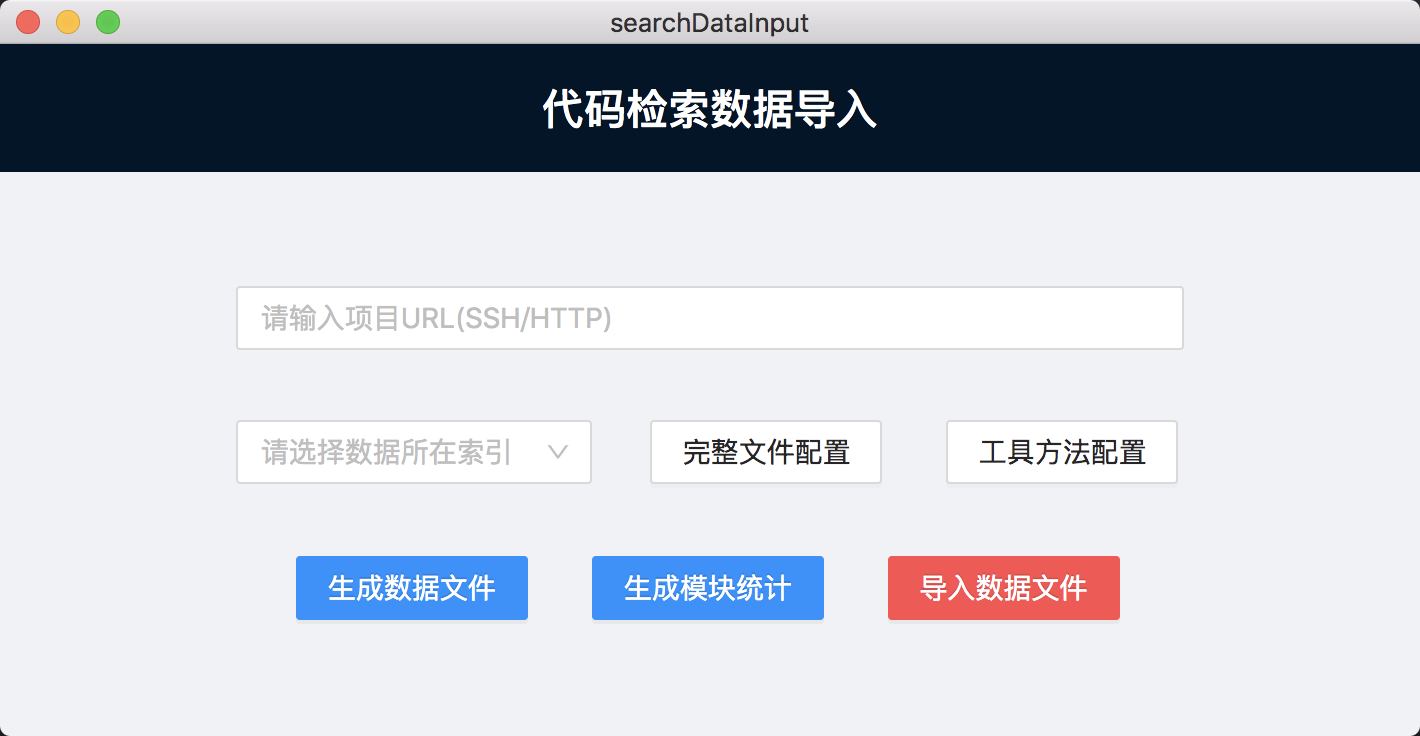 searchDataInput
代码检索数据导入
请输入项目URL(SSH/HTTP)
请选择数据所在索引
完整文件配置
工具方法配置
生成数据文件
生成模块统计
导入数据文件